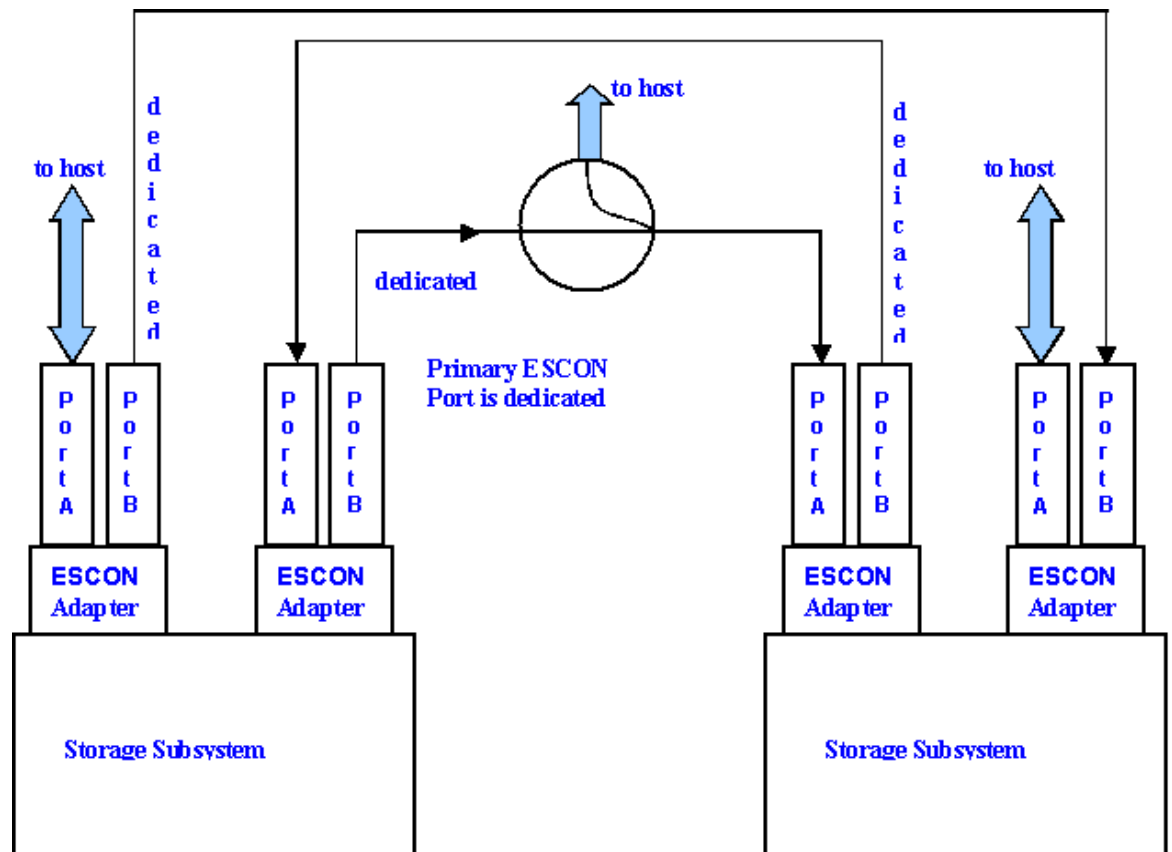 to host
dedicated
to host
dedicated
to host
dedicated
Primary ESCON
Port is dedicated
Port A
Port B
Port A
Port B
Port A
Port B
Port A
Port B
ESCON
Adapter
ESCON
Adapter
ESCON
Adapter
ESCON
Adapter
Storage Subsystem
Storage Subsystem